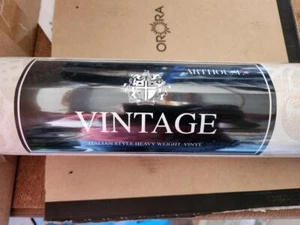 ORORA
ARTHOUSE
VINTAGE
ITALIAN STYLE HEAVY WEIGHT VINYL